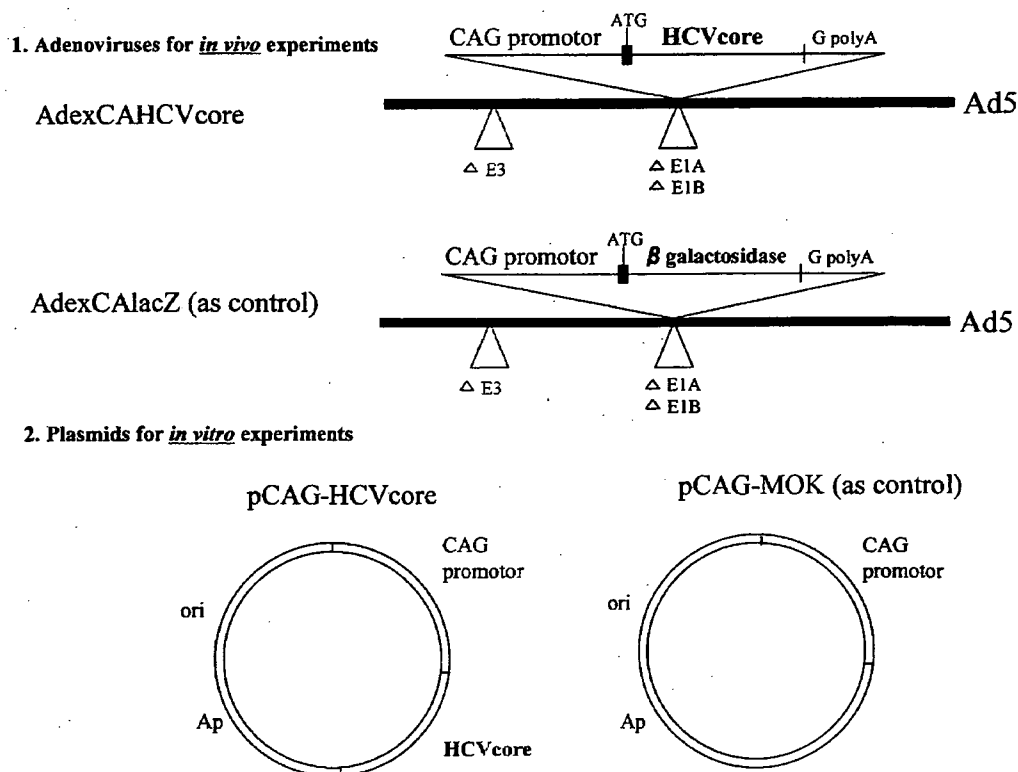 1. Adenoviruses for in vivo experiments
ATG
CAG promotor HCVcore G polyA
AdexCAHCVcore
Ad5
△ E3
△ E1A
△ E1B
ATG
CAG promotor β galactosidase G polyA
AdexCAlacZ (as control)
Ad5
△ E3
△ E1A
△ E1B
2. Plasmids for in vitro experiments
pCAG-HCVcore
pCAG-MOK (as control)
CAG
promotor
ori
Ap
HCVcore
CAG
promotor
ori
Ap